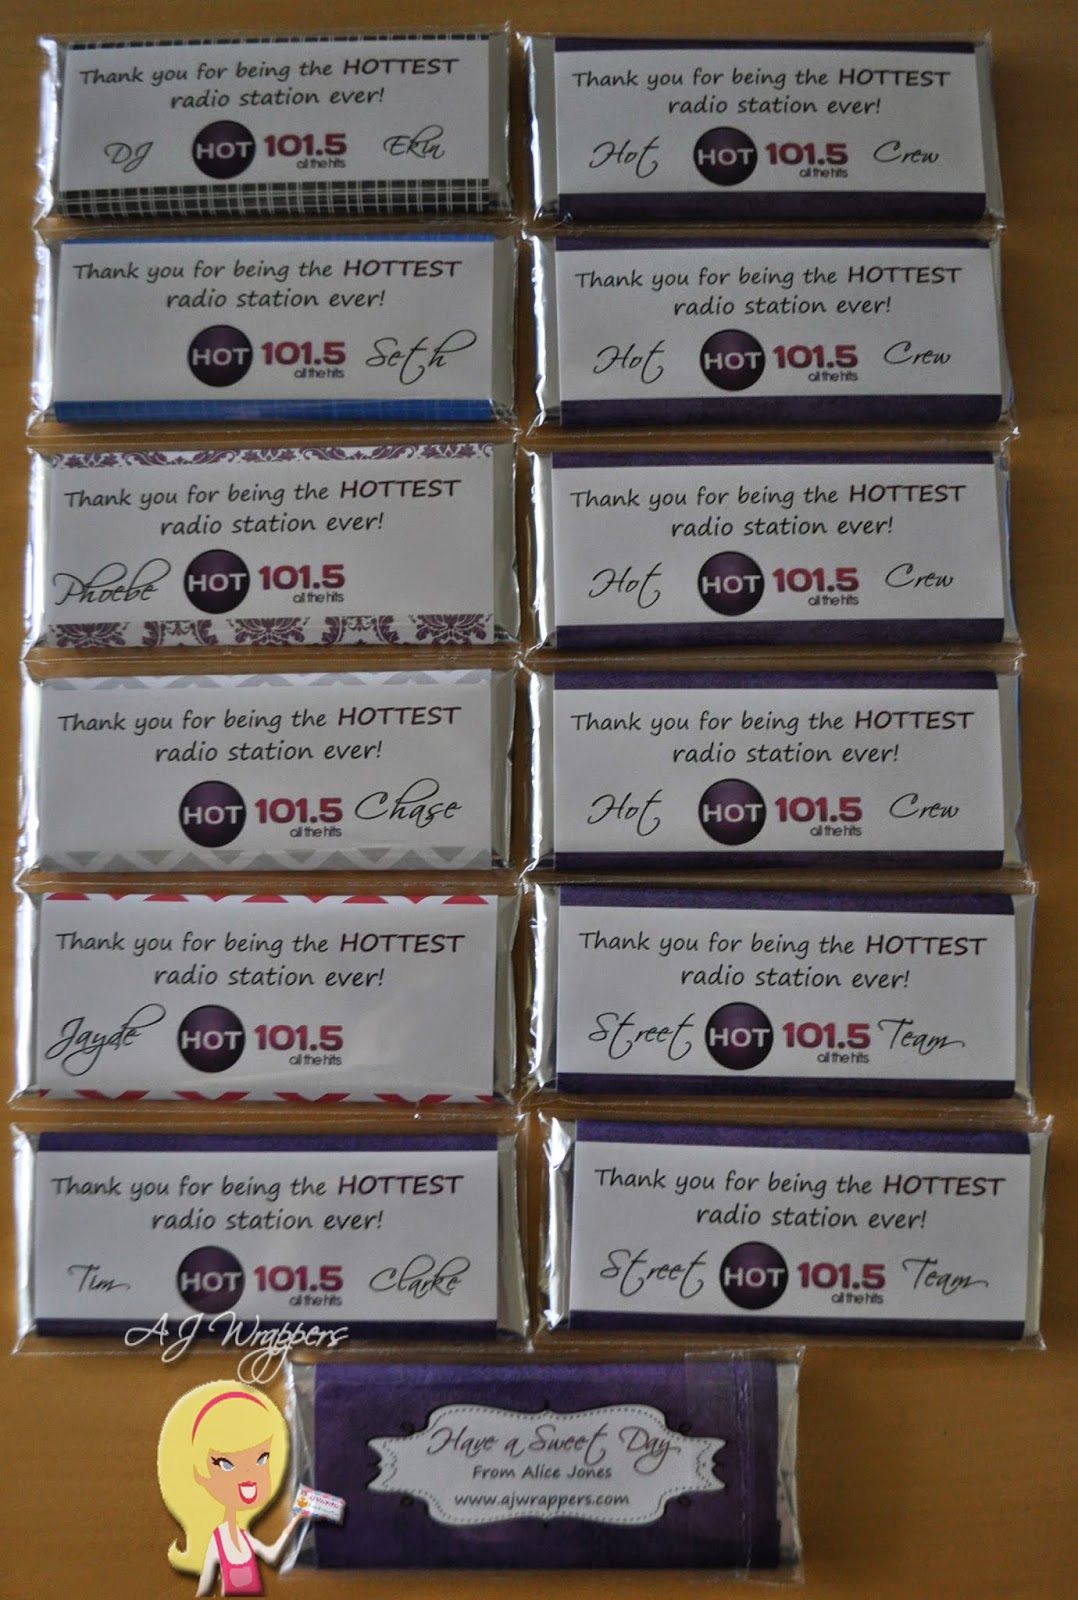 Thank you for being the HOTTEST
radio station ever!
DJ HOT 101.5 Ekin
all the hits
Thank you for being the HOTTEST
radio station ever!
Hot HOT 101.5 Crew
all the hits
Thank you for being the HOTTEST
radio station ever!
HOT 101.5 Seth
all the hits
Thank you for being the HOTTEST
radio station ever!
Hot HOT 101.5 Crew
all the hits
Thank you for being the HOTTEST
radio station ever!
Phoebe HOT 101.5
all the hits
Thank you for being the HOTTEST
radio station ever!
Hot HOT 101.5 Crew
all the hits
Thank you for being the HOTTEST
radio station ever!
HOT 101.5 Chase
all the hits
Thank you for being the HOTTEST
radio station ever!
Hot HOT 101.5 Crew
all the hits
Thank you for being the HOTTEST
radio station ever!
Jayde HOT 101.5
all the hits
Thank you for being the HOTTEST
radio station ever!
Street HOT 101.5 Team
all the hits
Thank you for being the HOTTEST
radio station ever!
Tim HOT 101.5 Clarke
all the hits
Thank you for being the HOTTEST
radio station ever!
Street HOT 101.5 Team
all the hits
AJ Wrappers
Have a Sweet Day
From Alice Jones
www.ajwrappers.com